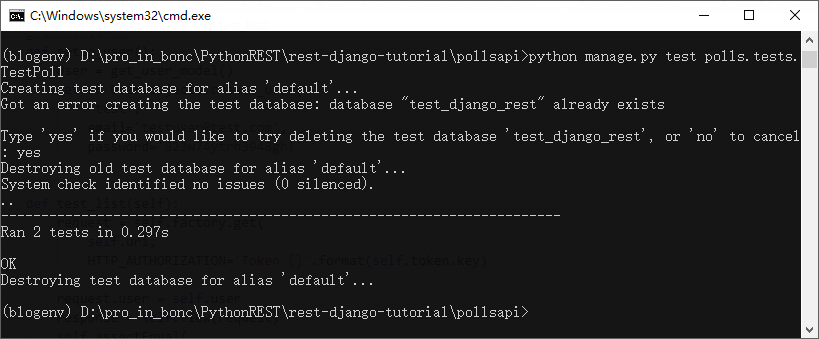 C:\Windows\system32\cmd.exe
(blogenv) D:\pro_in_bonc\PythonREST\rest-django-tutorial\pollsapi>python manage.py test polls.tests.
TestPoll
Creating test database for alias 'default'...
Got an error creating the test database: database "test_django_rest" already exists
Type 'yes' if you would like to try deleting the test database 'test_django_rest', or 'no' to cancel
: yes
Destroying old test database for alias 'default'...
System check identified no issues (0 silenced).
..
----------------------------------------------------------------------
Ran 2 tests in 0.297s
OK
Destroying test database for alias 'default'...
(blogenv) D:\pro_in_bonc\PythonREST\rest-django-tutorial\pollsapi>